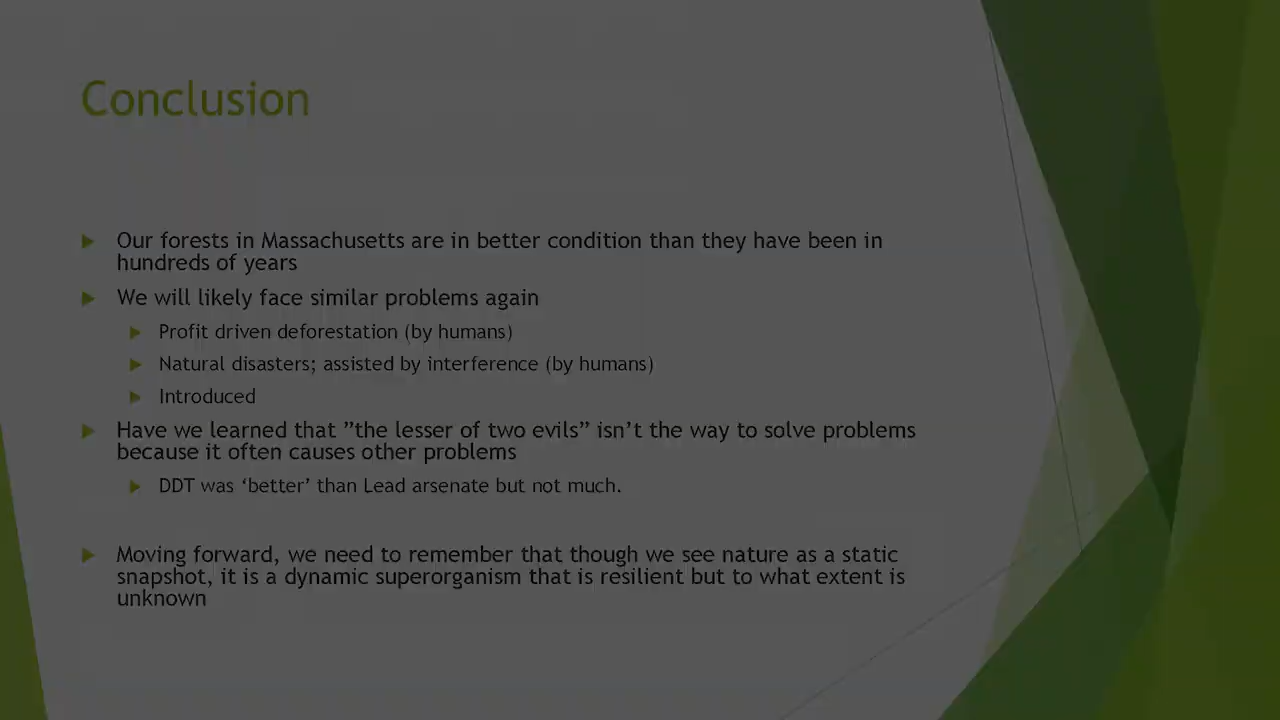 Conclusion
Our forests in Massachusetts are in better condition than they have been in
hundreds of years
We will likely face similar problems again
Profit driven deforestation (by humans)
Natural disasters; assisted by interference (by humans)
Introduced
Have we learned that ”the lesser of two evils” isn’t the way to solve problems
because it often causes other problems
DDT was ‘better’ than Lead arsenate but not much.
Moving forward, we need to remember that though we see nature as a static
snapshot, it is a dynamic superorganism that is resilient but to what extent is
unknown